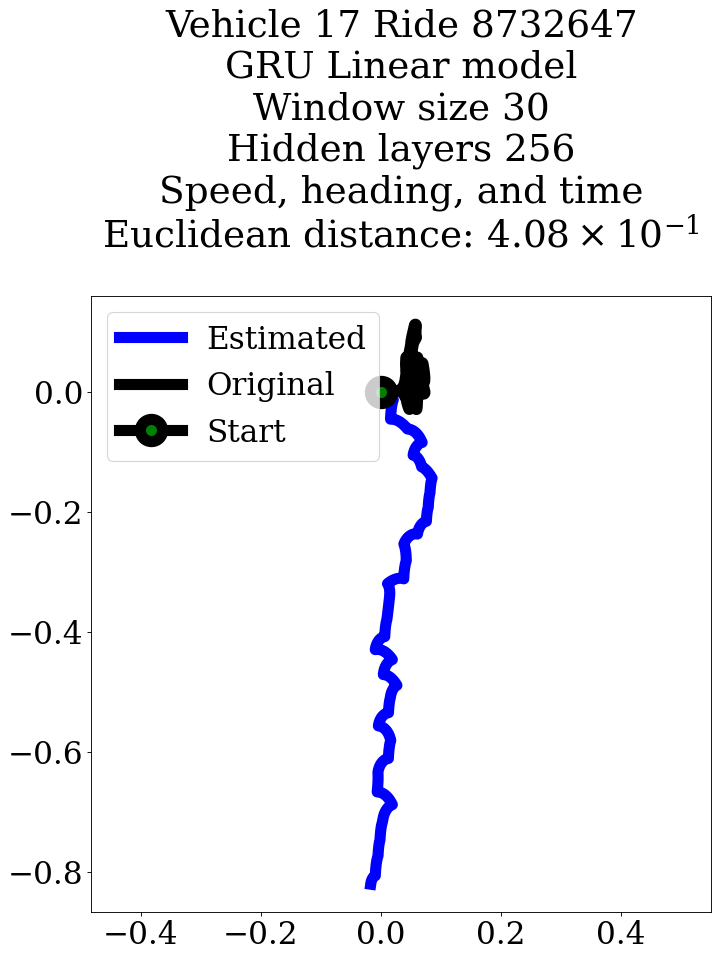 Vehicle 17 Ride 8732647
GRU Linear model
Window size 30
Hidden layers 256
Speed, heading, and time
Euclidean distance: 4.08 × 10⁻¹
Estimated
Original
Start
0.0
−0.2
−0.4
−0.6
−0.8
−0.4
−0.2
0.0
0.2
0.4